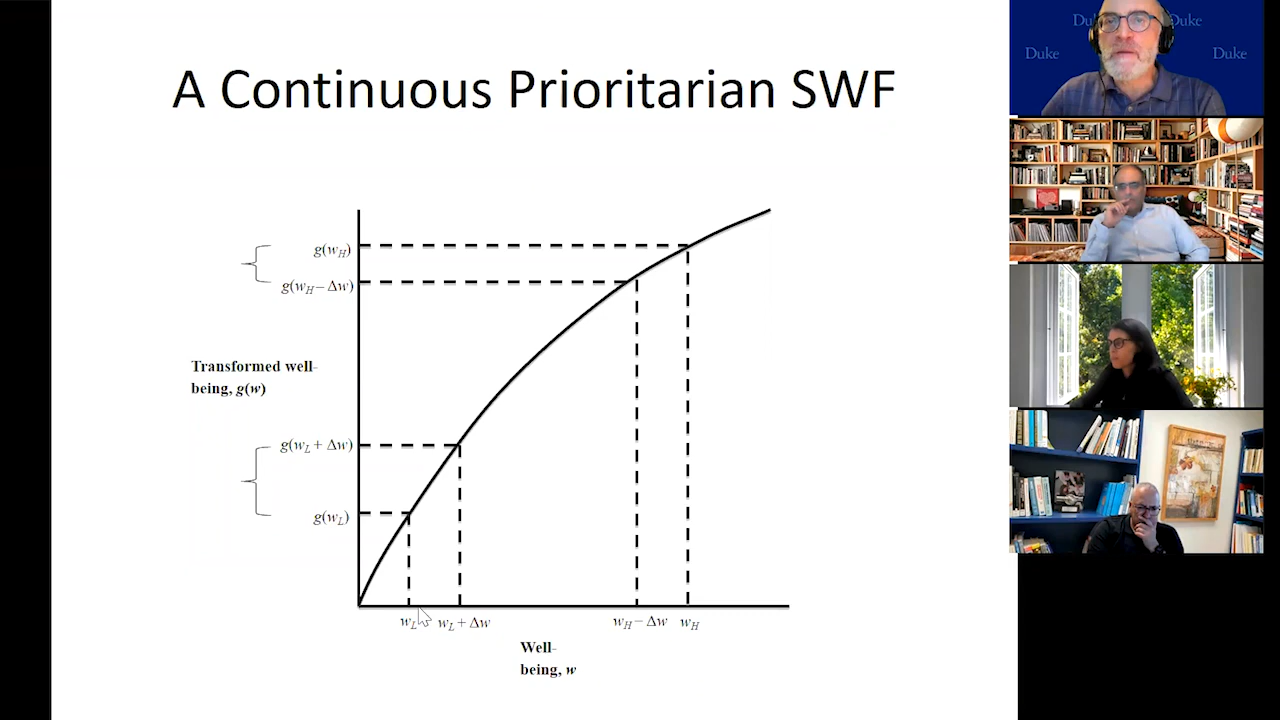 A Continuous Prioritarian SWF
g(w_H)
g(w_H − Δw)
Transformed well-
being, g(w)
g(w_L + Δw)
g(w_L)
w_L
w_L + Δw
w_H − Δw
w_H
Well-
being, w
Duke
Duke
Duke
Duke